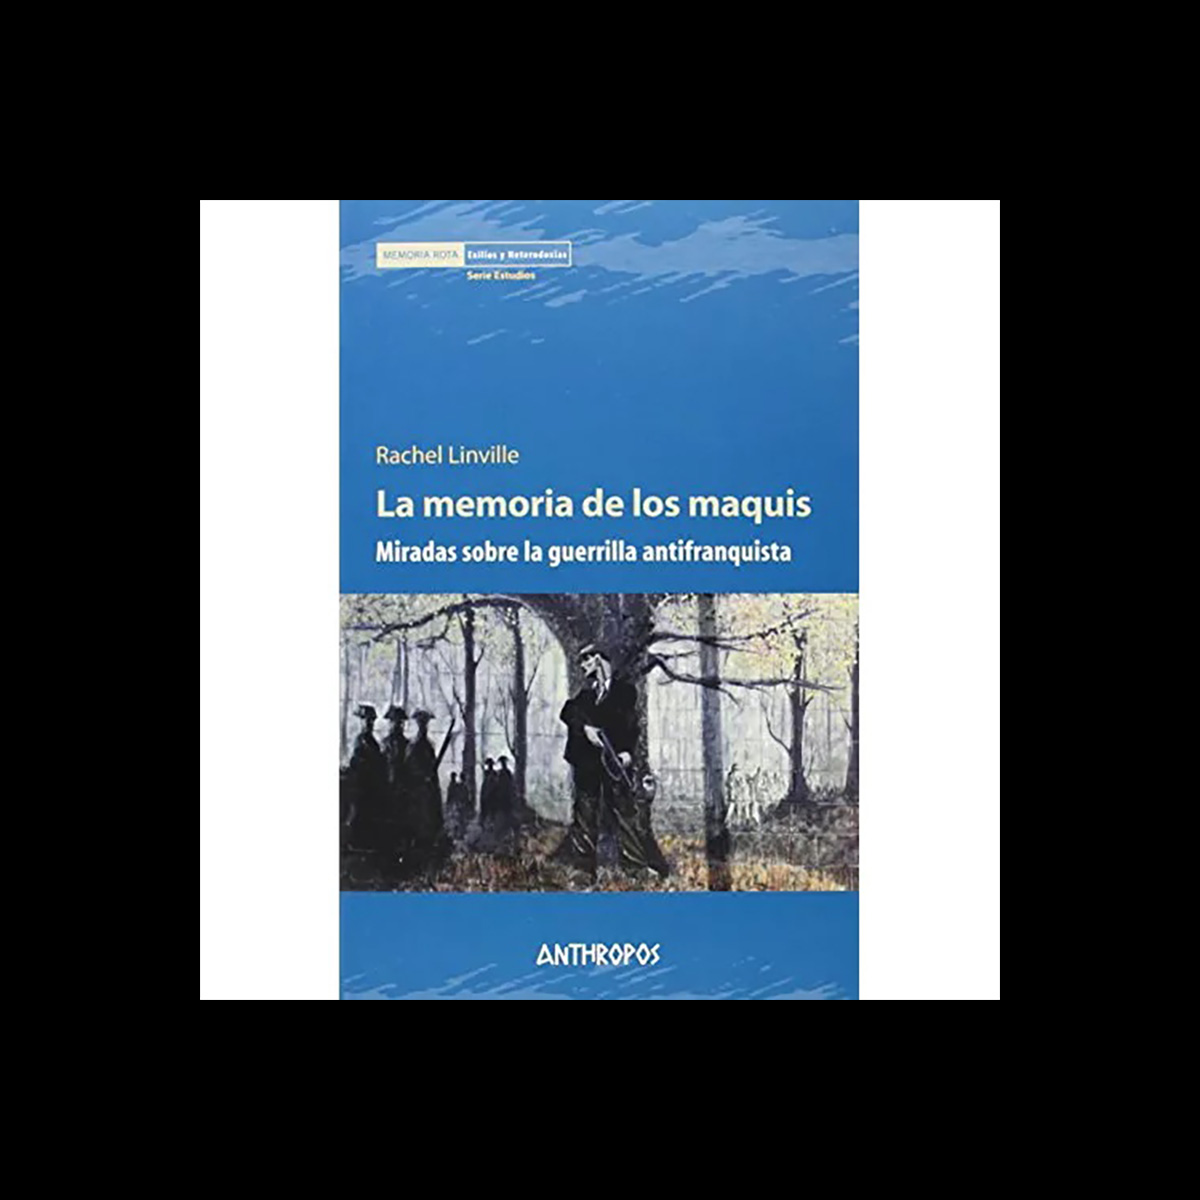 MEMORIA ROTA Exilios y Heterodoxias
Serie Estudios
Rachel Linville
La memoria de los maquis
Miradas sobre la guerrilla antifranquista
ANTHROPOS